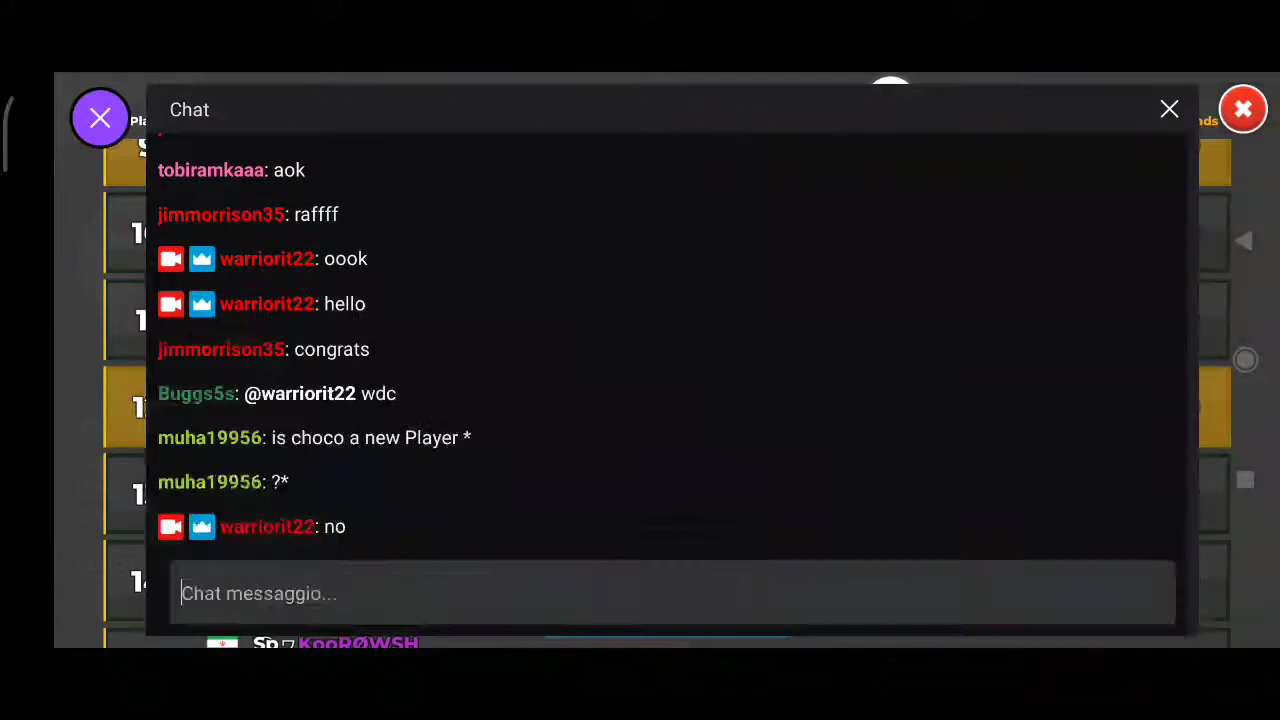 Chat
tobiramkaaa: aok
jimmorrison35: raffff
warriorit22: oook
warriorit22: hello
jimmorrison35: congrats
Buggs5s: @warriorit22 wdc
muha19956: is choco a new Player *
muha19956: ?*
warriorit22: no
Chat messaggio...
KooRØWSH